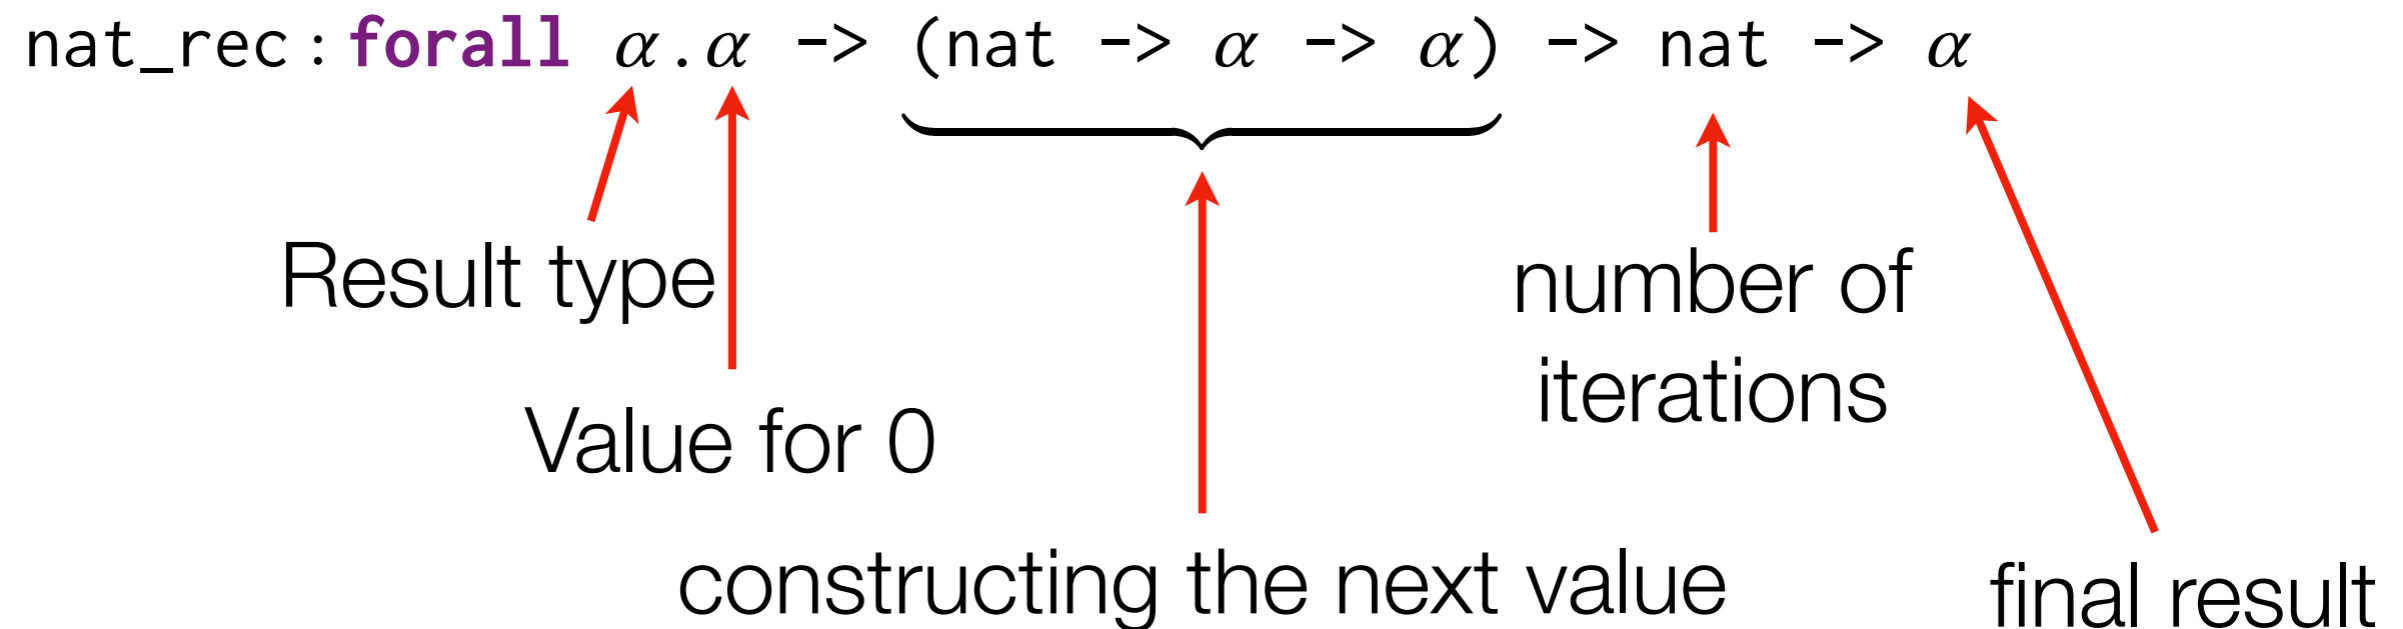 nat_rec : forall α.α -> (nat -> α -> α) -> nat -> α
Result type
number of
iterations
Value for 0
constructing the next value
final result